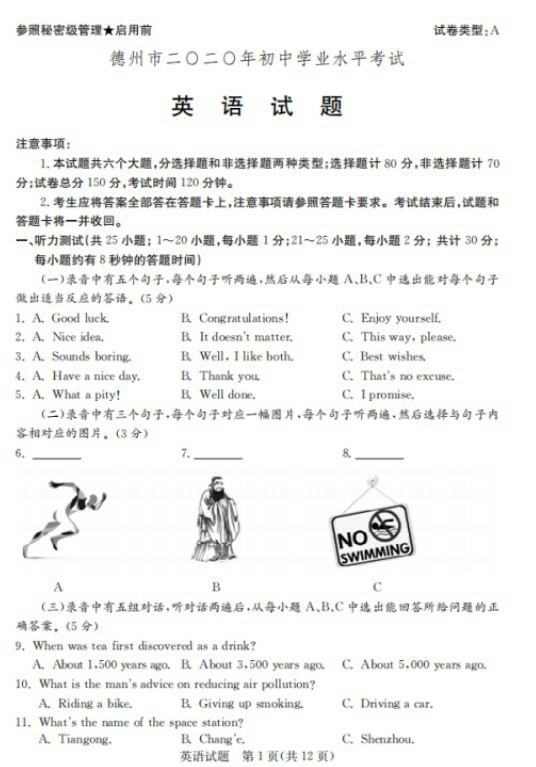 参照秘密级管理★启用前 试卷类型:A
德州市二〇二〇年初中学业水平考试
英 语 试 题
注意事项:
1. 本试题共六个大题,分选择题和非选择题两种类型;选择题计 80 分,非选择题计 70
分;试卷总分 150 分,考试时间 120 分钟。
2. 考生应将答案全部答在答题卡上,注意事项请参照答题卡要求。考试结束后,试题和
答题卡将一并收回。
一、听力测试(共 25 小题; 1~20 小题,每小题 1 分;21~25 小题,每小题 2 分; 共计 30 分;
每小题约有 8 秒钟的答题时间)
(一)录音中有五个句子,每个句子听两遍,然后从每小题 A、B、C 中选出能对每个句子
做出适当反应的答语。(5 分)
1. A. Good luck. B. Congratulations! C. Enjoy yourself.
2. A. Nice idea. B. It doesn't matter. C. This way, please.
3. A. Sounds boring. B. Well, I like both. C. Best wishes.
4. A. Have a nice day. B. Thank you. C. That's no excuse.
5. A. What a pity! B. Well done. C. I promise.
(二)录音中有三个句子,每个句子对应一幅图片,每个句子听两遍,然后选择与句子内
容相对应的图片。(3 分)
6. ______ 7. ______ 8. ______
NO
SWIMMING
A B C
(三)录音中有五组对话,听对话两遍后,从每小题 A、B、C 中选出能回答所给问题的正
确答案。(5 分)
9. When was tea first discovered as a drink?
A. About 1,500 years ago. B. About 3,500 years ago. C. About 5,000 years ago.
10. What is the man's advice on reducing air pollution?
A. Riding a bike. B. Giving up smoking. C. Driving a car.
11. What's the name of the space station?
A. Tiangong. B. Chang'e. C. Shenzhou.
英语试题 第 1 页(共 12 页)